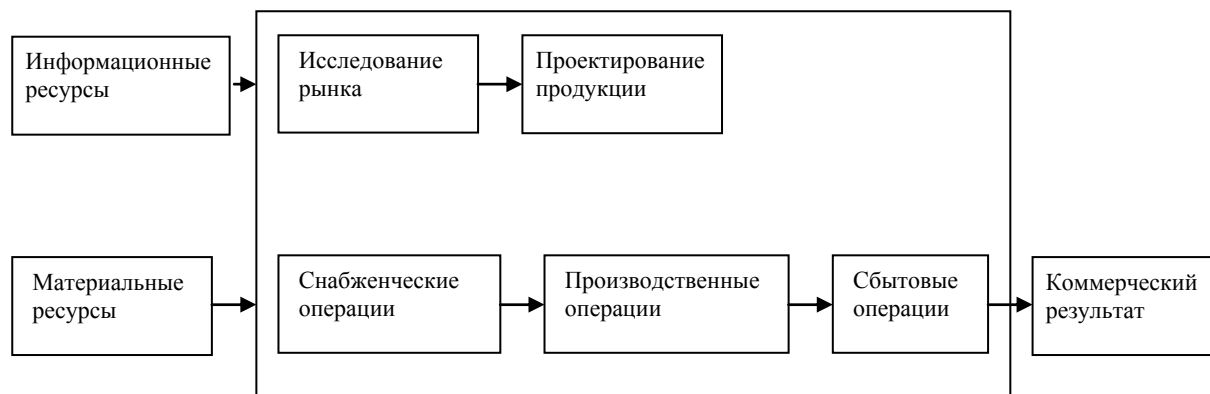 Информационные
ресурсы
Исследование
рынка
Проектирование
продукции
Материальные
ресурсы
Снабженческие
операции
Производственные
операции
Сбытовые
операции
Коммерческий
результат